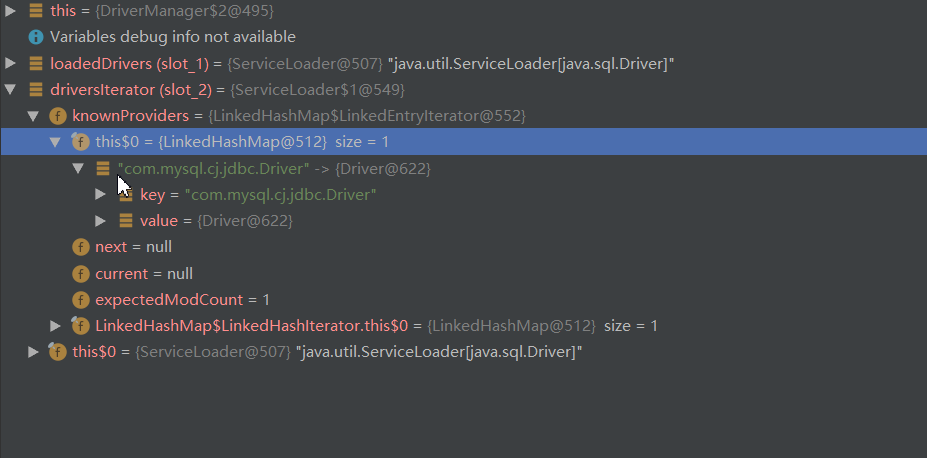 this = {DriverManager$2@495}
Variables debug info not available
loadedDrivers (slot_1) = {ServiceLoader@507} "java.util.ServiceLoader[java.sql.Driver]"
driversIterator (slot_2) = {ServiceLoader$1@549}
f knownProviders = {LinkedHashMap$LinkedEntryIterator@552}
f this$0 = {LinkedHashMap@512} size = 1
"com.mysql.cj.jdbc.Driver" -> {Driver@622}
key = "com.mysql.cj.jdbc.Driver"
value = {Driver@622}
f next = null
f current = null
f expectedModCount = 1
f LinkedHashMap$LinkedHashIterator.this$0 = {LinkedHashMap@512} size = 1
f this$0 = {ServiceLoader@507} "java.util.ServiceLoader[java.sql.Driver]"